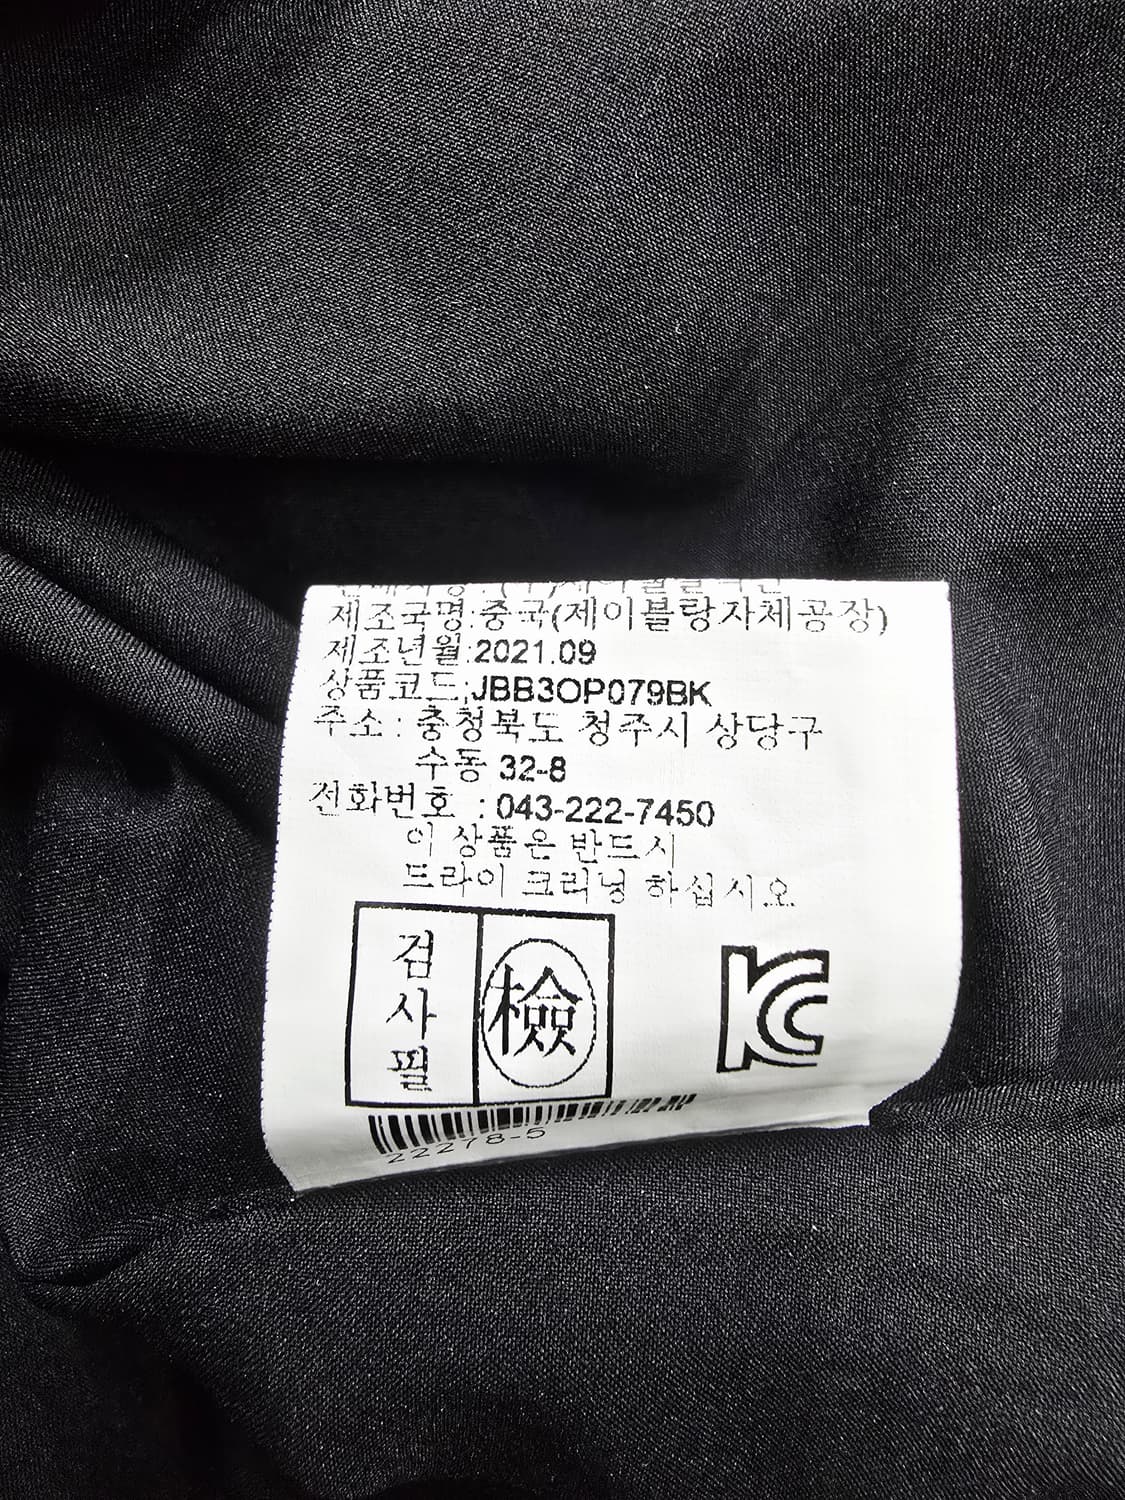 제조국명:중국(제이블랑자체공장)
제조년월:2021.09
상품코드;JBB3OP079BK
주소 : 충청북도 청주시 상당구
수동 32-8
전화번호 : 043-222-7450
이 상품은 반드시
드라이 크리닝 하십시오
검사필
檢
KC
22278-5